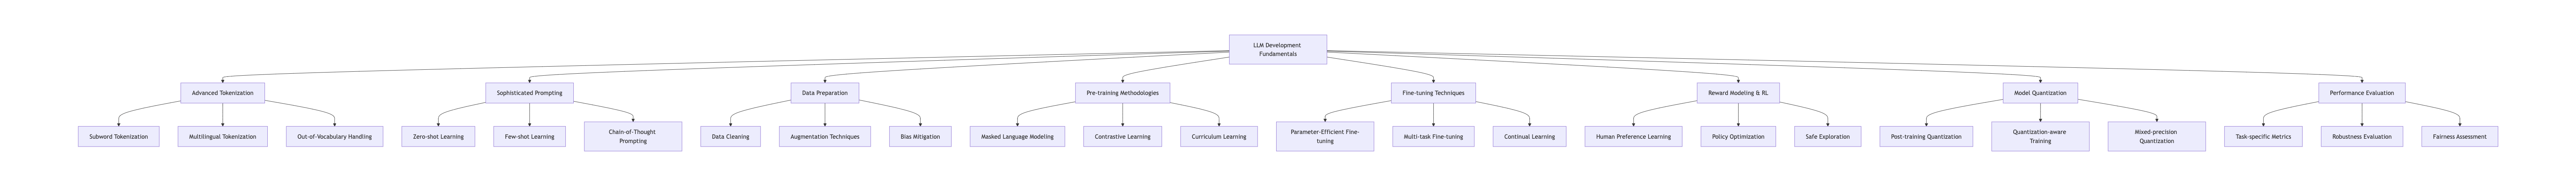 LLM Development
Fundamentals
Advanced Tokenization
Sophisticated Prompting
Data Preparation
Pre-training Methodologies
Fine-tuning Techniques
Reward Modeling & RL
Model Quantization
Performance Evaluation
Subword Tokenization
Multilingual Tokenization
Out-of-Vocabulary Handling
Zero-shot Learning
Few-shot Learning
Chain-of-Thought
Prompting
Data Cleaning
Augmentation Techniques
Bias Mitigation
Masked Language Modeling
Contrastive Learning
Curriculum Learning
Parameter-Efficient Fine-
tuning
Multi-task Fine-tuning
Continual Learning
Human Preference Learning
Policy Optimization
Safe Exploration
Post-training Quantization
Quantization-aware
Training
Mixed-precision
Quantization
Task-specific Metrics
Robustness Evaluation
Fairness Assessment